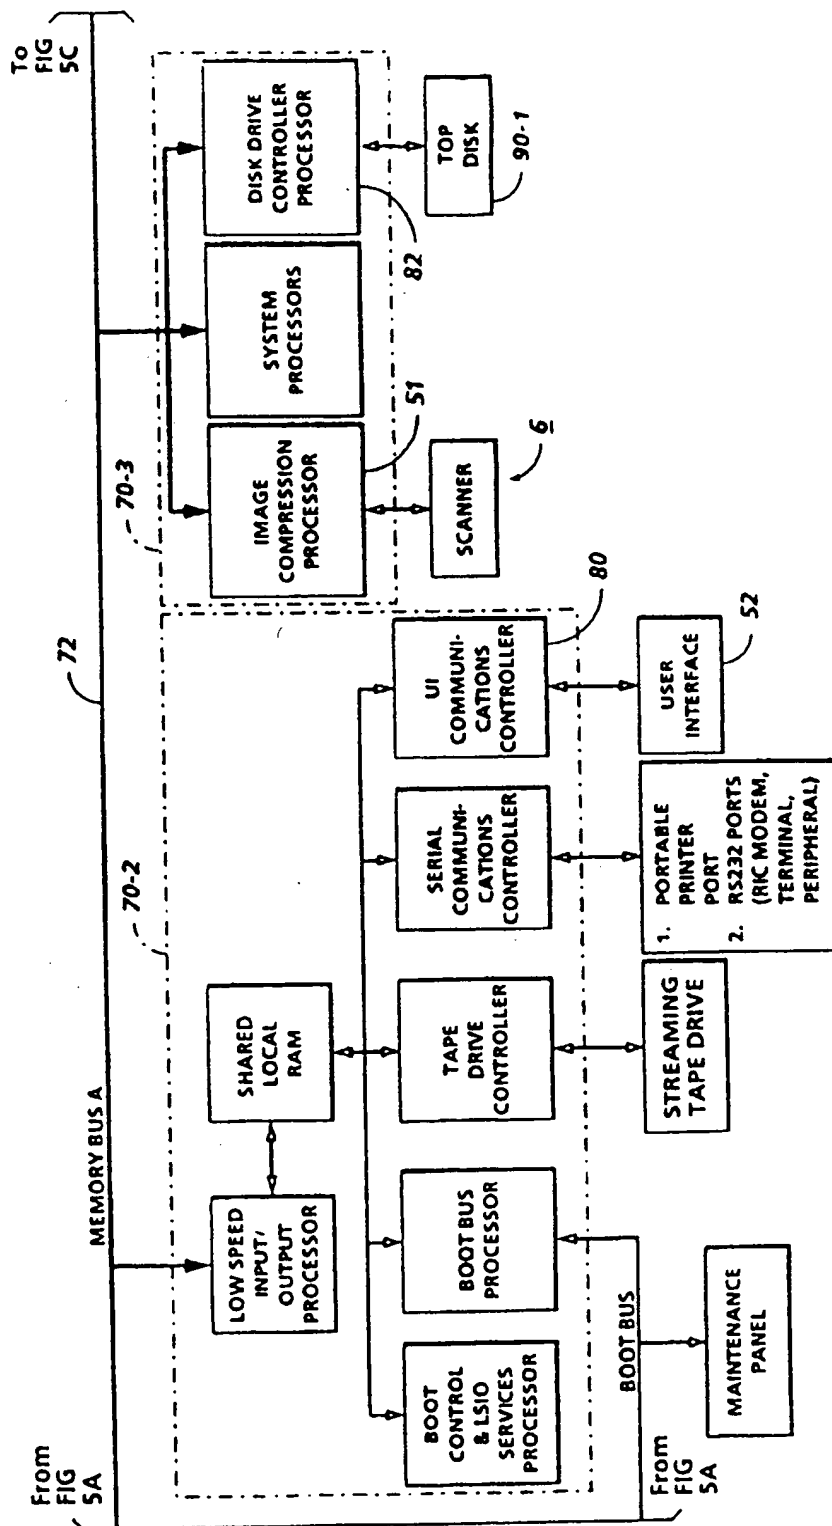 From
FIG
5A
MEMORY BUS A
72
To
FIG
5C
70-2
70-3
LOW SPEED
INPUT/
OUTPUT
PROCESSOR
SHARED
LOCAL
RAM
IMAGE
COMPRESSION
PROCESSOR
SYSTEM
PROCESSORS
DISK DRIVE
CONTROLLER
PROCESSOR
51
82
SCANNER
6
TOP
DISK
90-1
BOOT
CONTROL
& LSIO
SERVICES
PROCESSOR
BOOT BUS
PROCESSOR
TAPE
DRIVE
CONTROLLER
SERIAL
COMMUNI-
CATIONS
CONTROLLER
UI
COMMUNI-
CATIONS
CONTROLLER
80
BOOT BUS
From
FIG
5A
MAINTENANCE
PANEL
STREAMING
TAPE DRIVE
1. PORTABLE
PRINTER
PORT
2. RS232 PORTS
(RIC MODEM,
TERMINAL,
PERIPHERAL)
USER
INTERFACE
52